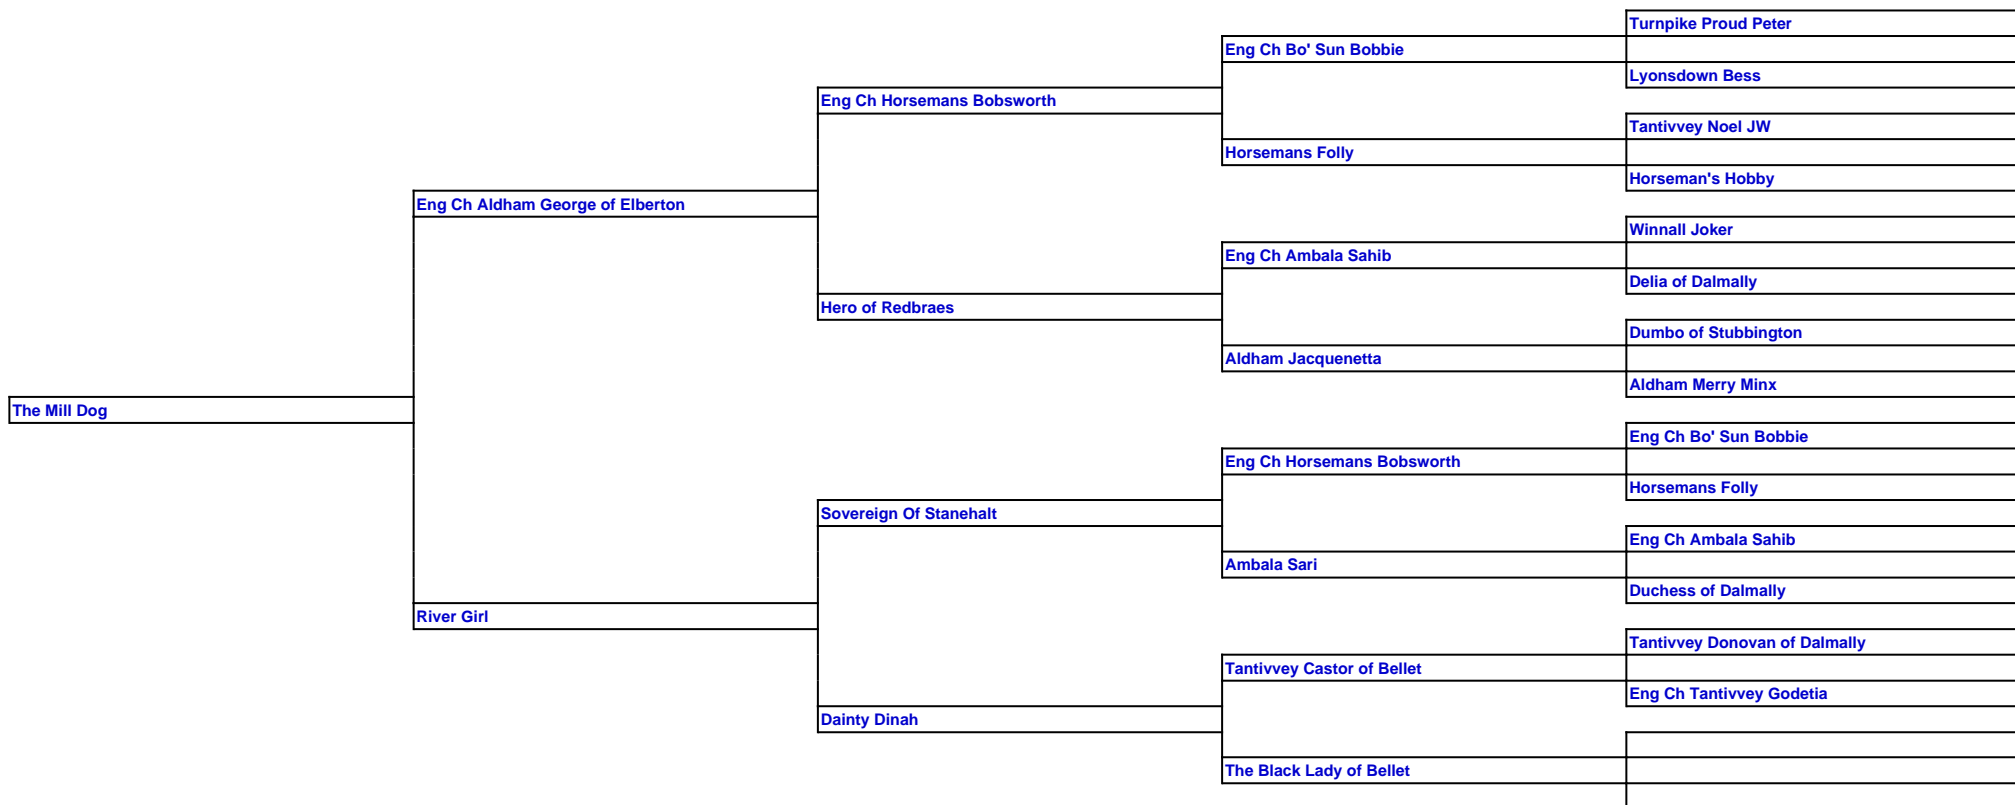 Turnpike Proud Peter
Eng Ch Bo' Sun Bobbie
Lyonsdown Bess
Eng Ch Horsemans Bobsworth
Tantivvey Noel JW
Horsemans Folly
Horseman's Hobby
Eng Ch Aldham George of Elberton
Winnall Joker
Eng Ch Ambala Sahib
Delia of Dalmally
Hero of Redbraes
Dumbo of Stubbington
Aldham Jacquenetta
Aldham Merry Minx
The Mill Dog
Eng Ch Bo' Sun Bobbie
Eng Ch Horsemans Bobsworth
Horsemans Folly
Sovereign Of Stanehalt
Eng Ch Ambala Sahib
Ambala Sari
Duchess of Dalmally
River Girl
Tantivvey Donovan of Dalmally
Tantivvey Castor of Bellet
Eng Ch Tantivvey Godetia
Dainty Dinah
The Black Lady of Bellet